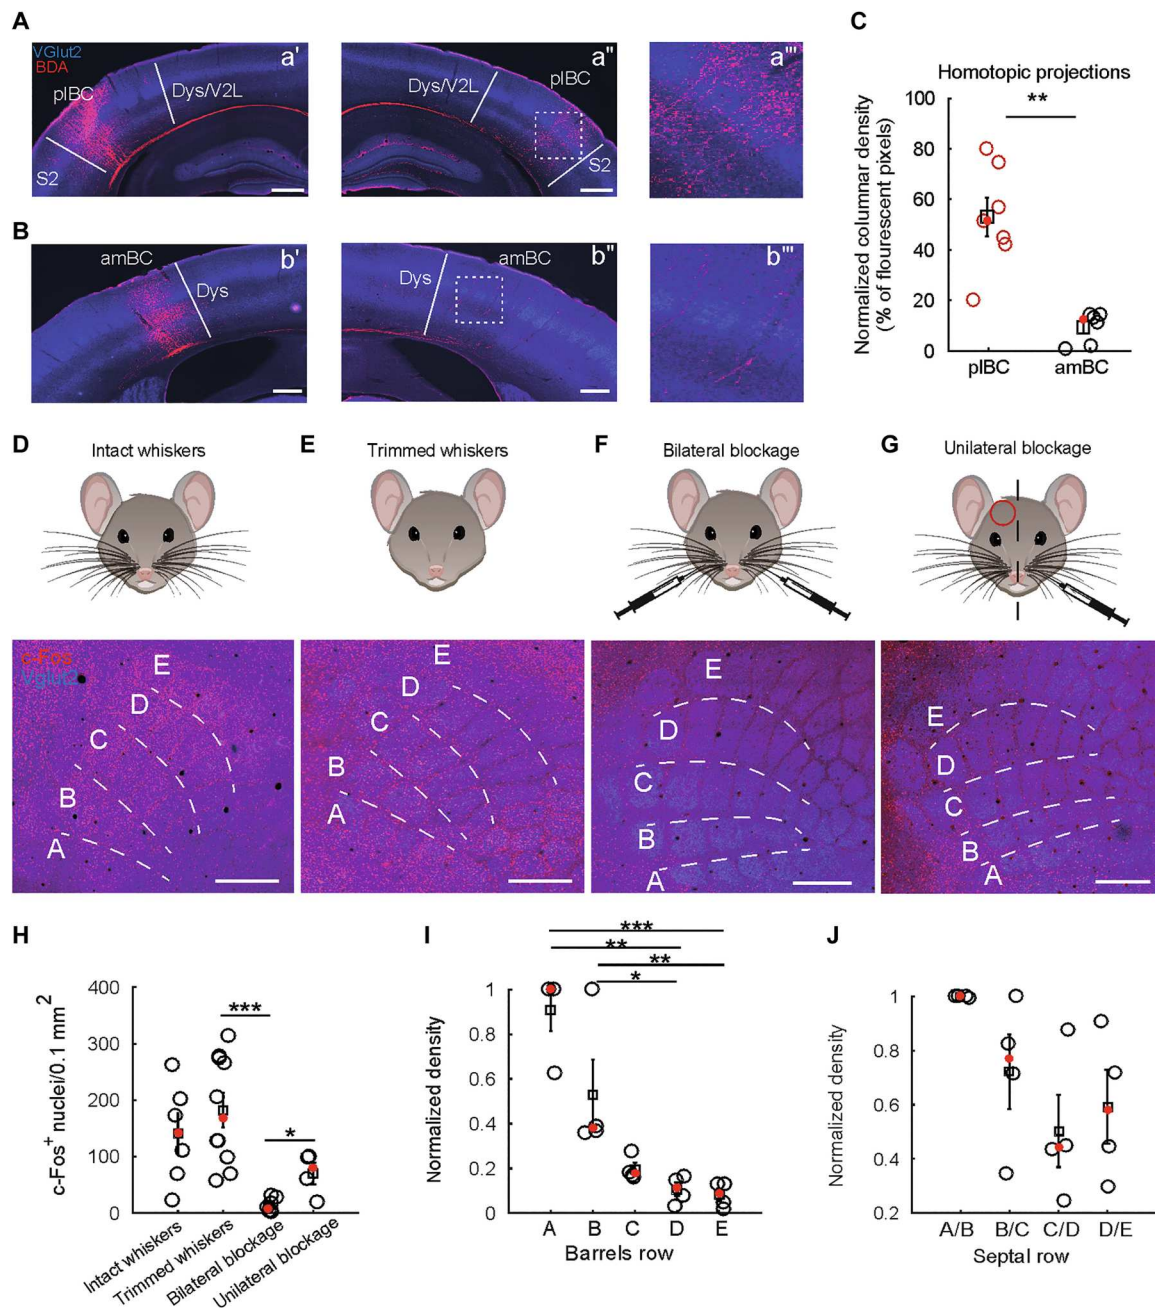 A
VGlut2
BDA
a'
plBC
Dys/V2L
S2
a"
Dys/V2L
plBC
S2
a'"
B
amBC
b'
Dys
amBC
b"
Dys
b'"
C
Homotopic projections
**
Normalized columnar density
(% of flourescent pixels)
100
80
60
40
20
0
plBC
amBC
D
Intact whiskers
E
Trimmed whiskers
F
Bilateral blockage
G
Unilateral blockage
c-Fos
Vglut2
E
D
C
B
A
E
D
C
B
A
E
D
C
B
A
E
D
C
B
A
H
c-Fos+ nuclei/0.1 mm2
400
300
200
100
0
***
*
Intact whiskers
Trimmed whiskers
Bilateral blockage
Unilateral blockage
I
***
**
**
*
Normalized density
1
0.8
0.6
0.4
0.2
0
A B C D E
Barrels row
J
Normalized density
1
0.8
0.6
0.4
0.2
A/B B/C C/D D/E
Septal row